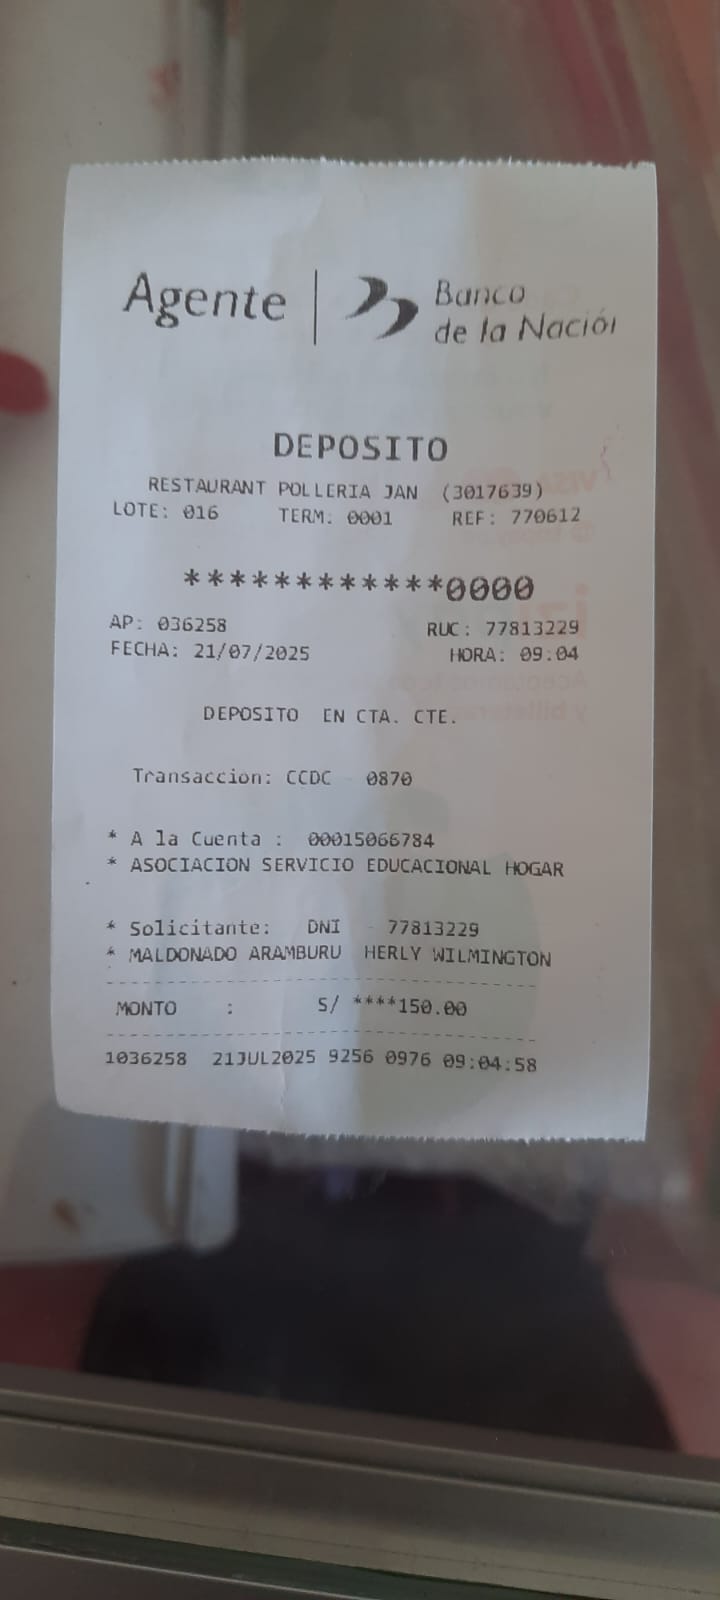 Agente | Banco
de la Nación
DEPOSITO
RESTAURANT POLLERIA JAN (3017639)
LOTE: 016 TERM: 0001 REF: 770612
************0000
AP: 036258 RUC: 77813229
FECHA: 21/07/2025 HORA: 09:04
DEPOSITO EN CTA. CTE.
Transaccion: CCDC - 0870
* A la Cuenta : 00015066784
* ASOCIACION SERVICIO EDUCACIONAL HOGAR
* Solicitante: DNI - 77813229
* MALDONADO ARAMBURU HERLY WILMINGTON
MONTO : S/ ****150.00
1036258 21JUL2025 9256 0976 09:04:58